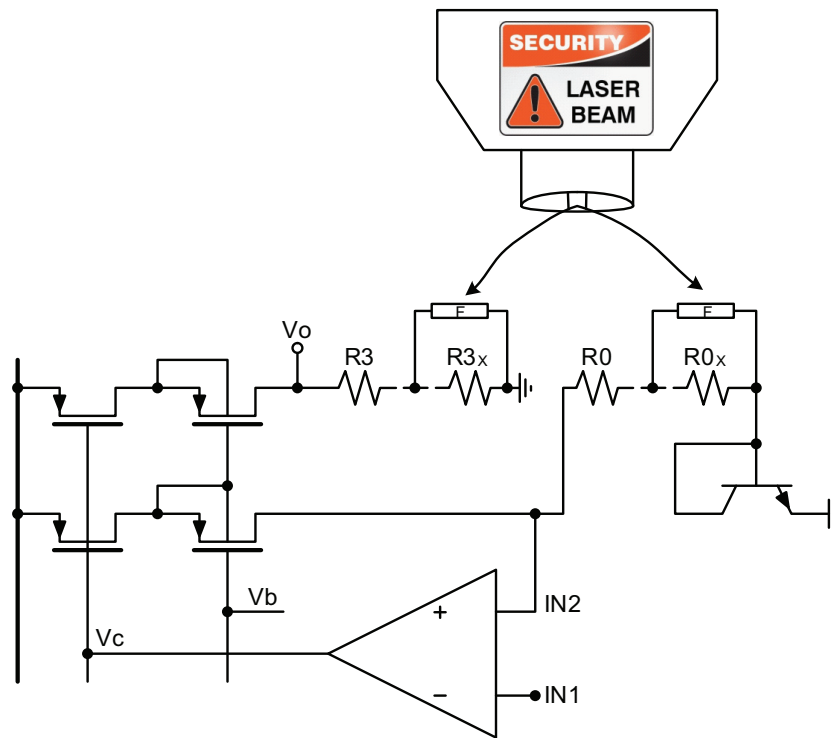 SECURITY
!
LASER
BEAM
F
F
Vo
R3
R3x
R0
R0x
Vb
+
IN2
Vc
−
IN1